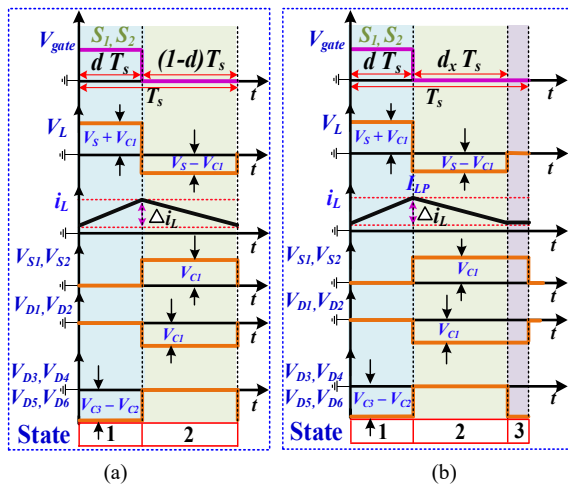 S1, S2
Vgate
d Ts
(1-d)Ts
Ts
t
VL
VS + VC1
VS − VC1
t
iL
△iL
t
VS1,VS2
VC1
t
VD1,VD2
VC1
t
VD3,VD4
VD5,VD6
VC3 − VC2
t
State
1
2
(a)
S1, S2
Vgate
d Ts
dx Ts
Ts
t
VL
VS + VC1
VS − VC1
t
ILP
iL
△iL
t
VS1,VS2
VC1
t
VD1,VD2
VC1
t
VD3,VD4
VD5,VD6
VC3 − VC2
t
State
1
2
3
(b)